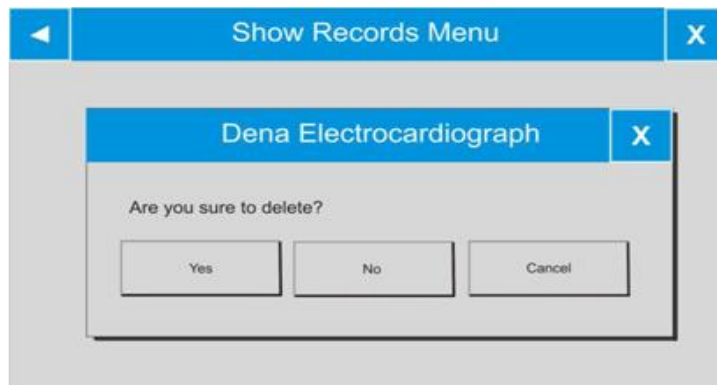 ◄ Show Records Menu X
Dena Electrocardiograph X
Are you sure to delete?
Yes No Cancel